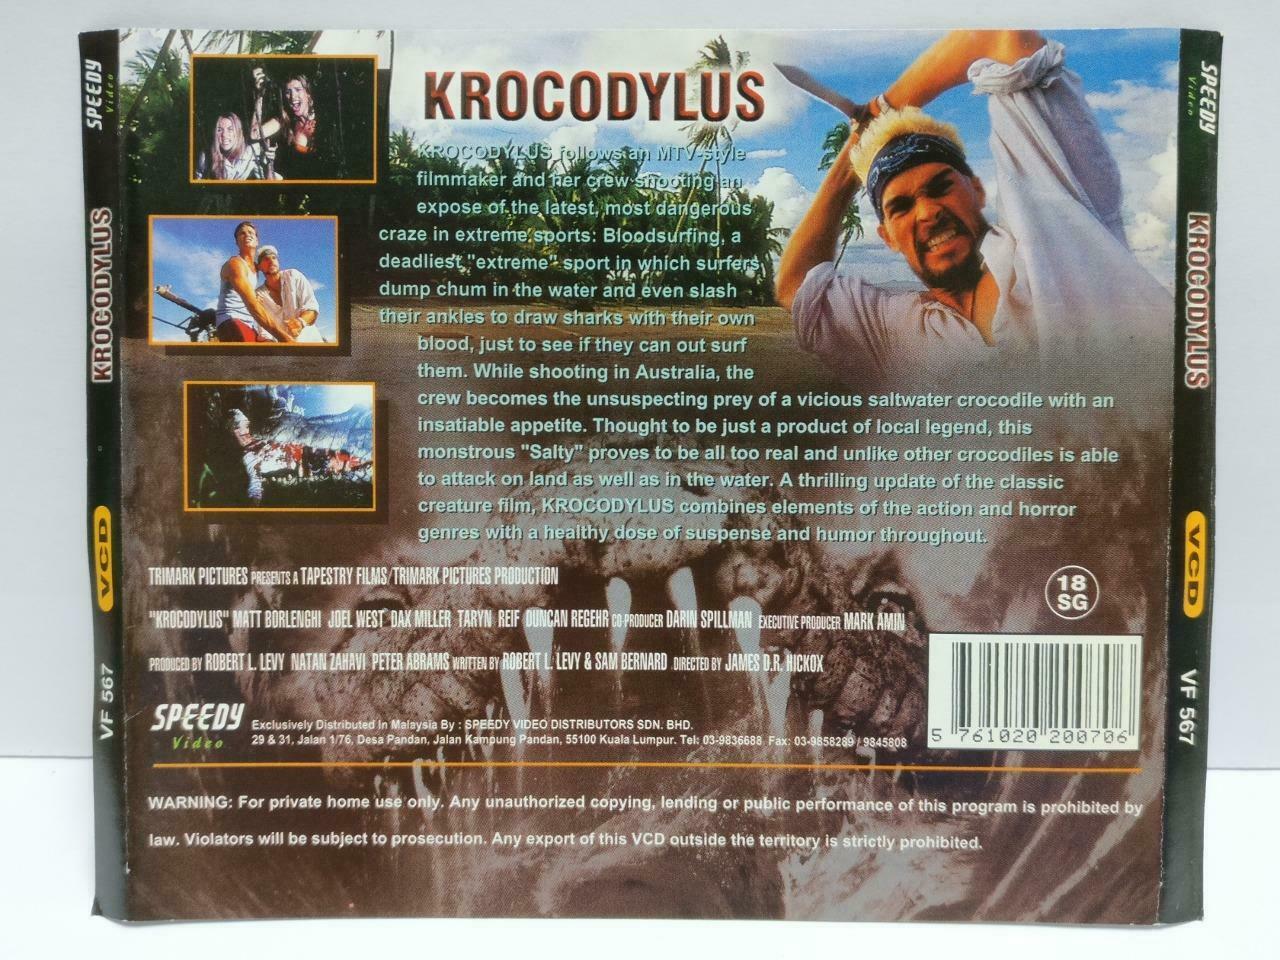 SPEEDY
Video
KROCODYLUS
VCD
VF 567
KROCODYLUS
KROCODYLUS follows an MTV-style
filmmaker and her crew shooting an
expose of the latest, most dangerous
craze in extreme sports: Bloodsurfing, a
deadliest "extreme" sport in which surfers
dump chum in the water and even slash
their ankles to draw sharks with their own
blood, just to see if they can out surf
them. While shooting in Australia, the
crew becomes the unsuspecting prey of a vicious saltwater crocodile with an
insatiable appetite. Thought to be just a product of local legend, this
monstrous "Salty" proves to be all too real and unlike other crocodiles is able
to attack on land as well as in the water. A thrilling update of the classic
creature film, KROCODYLUS combines elements of the action and horror
genres with a healthy dose of suspense and humor throughout.
TRIMARK PICTURES PRESENTS A TAPESTRY FILMS/TRIMARK PICTURES PRODUCTION
18
SG
"KROCODYLUS" MATT BORLENGHI JOEL WEST DAX MILLER TARYN REIF DUNCAN REGEHR CO-PRODUCER DARIN SPILLMAN EXECUTIVE PRODUCER MARK AMIN
PRODUCED BY ROBERT L. LEVY NATAN ZAHAVI PETER ABRAMS WRITTEN BY ROBERT L. LEVY & SAM BERNARD DIRECTED BY JAMES D.R. HICKOX
SPEEDY
Video
Exclusively Distributed In Malaysia By : SPEEDY VIDEO DISTRIBUTORS SDN. BHD.
29 & 31, Jalan 1/76, Desa Pandan, Jalan Kampung Pandan, 55100 Kuala Lumpur. Tel: 03-9836688 Fax: 03-9858289 / 9845808
5 761020 200706
WARNING: For private home use only. Any unauthorized copying, lending or public performance of this program is prohibited by
law. Violators will be subject to prosecution. Any export of this VCD outside the territory is strictly prohibited.
SPEEDY
Video
KROCODYLUS
VCD
VF 567